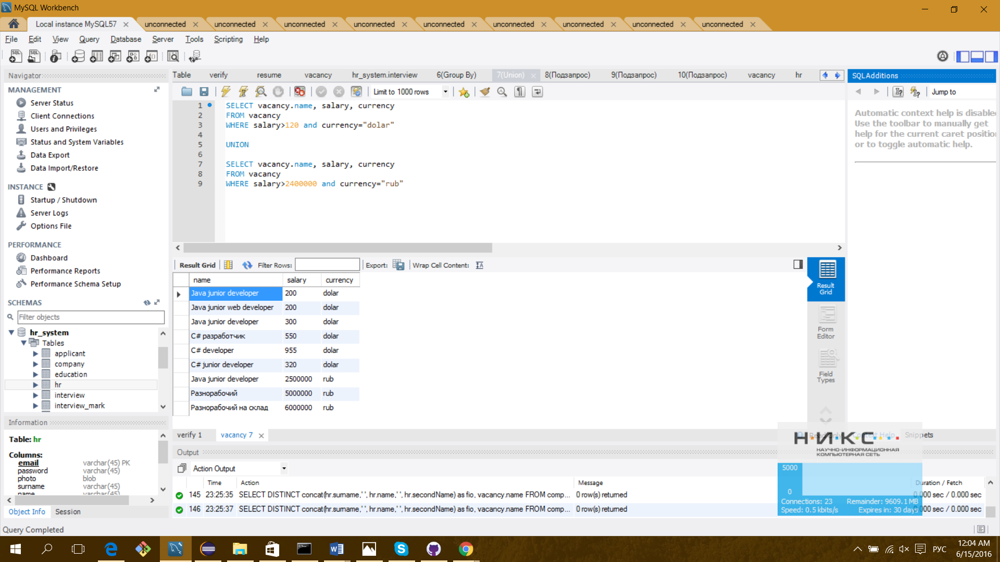 MySQL Workbench
Local instance MySQL57
unconnected
unconnected
unconnected
unconnected
unconnected
unconnected
unconnected
unconnected
unconnected
File Edit View Query Database Server Tools Scripting Help
Navigator
MANAGEMENT
Server Status
Client Connections
Users and Privileges
Status and System Variables
Data Export
Data Import/Restore
INSTANCE
Startup / Shutdown
Server Logs
Options File
PERFORMANCE
Dashboard
Performance Reports
Performance Schema Setup
SCHEMAS
Filter objects
hr_system
Tables
applicant
company
education
hr
interview
interview_mark
Information
Table: hr
Columns:
email varchar(45) PK
password varchar(45)
photo blob
surname varchar(45)
name varchar(45)
Object Info Session
Query Completed
Table verify resume vacancy hr_system.interview 6(Group By) 7(Union) 8(Подзапрос) 9(Подзапрос) 10(Подзапрос) vacancy hr
Limit to 1000 rows
1 SELECT vacancy.name, salary, currency
2 FROM vacancy
3 WHERE salary>120 and currency="dolar"
4
5 UNION
6
7 SELECT vacancy.name, salary, currency
8 FROM vacancy
9 WHERE salary>2400000 and currency="rub"
Result Grid Filter Rows: Export: Wrap Cell Content:
name salary currency
Java junior developer 200 dolar
Java junior web developer 200 dolar
Java junior developer 300 dolar
C# разработчик 550 dolar
C# developer 955 dolar
C# junior developer 320 dolar
Java junior developer 2500000 rub
Разнорабочий 5000000 rub
Разнорабочий на склад 6000000 rub
Result
Grid
Form
Editor
Field
Types
verify 1 vacancy 7
Read Only Context Help Snippets
Output
Action Output
Time Action Message Duration / Fetch
145 23:25:35 SELECT DISTINCT concat(hr.surname,' ', hr.name,' ', hr.secondName) as fio, vacancy.name FROM comp... 0 row(s) returned 0.000 sec / 0.000 sec
146 23:25:37 SELECT DISTINCT concat(hr.surname,' ', hr.name,' ', hr.secondName) as fio, vacancy.name FROM comp... 0 row(s) returned 0.000 sec / 0.000 sec
SQLAdditions
Jump to
Automatic context help is disable
Use the toolbar to manually get
help for the current caret position
or to toggle automatic help.
Н·И·К·С
НАУЧНО-ИНФОРМАЦИОННАЯ
КОМПЬЮТЕРНАЯ СЕТЬ
5000
0
Connections: 23 Remainder: 9609.1 MB
Speed: 0.5 kbits/s Expires in: 30 days
РУС
12:04 AM
6/15/2016